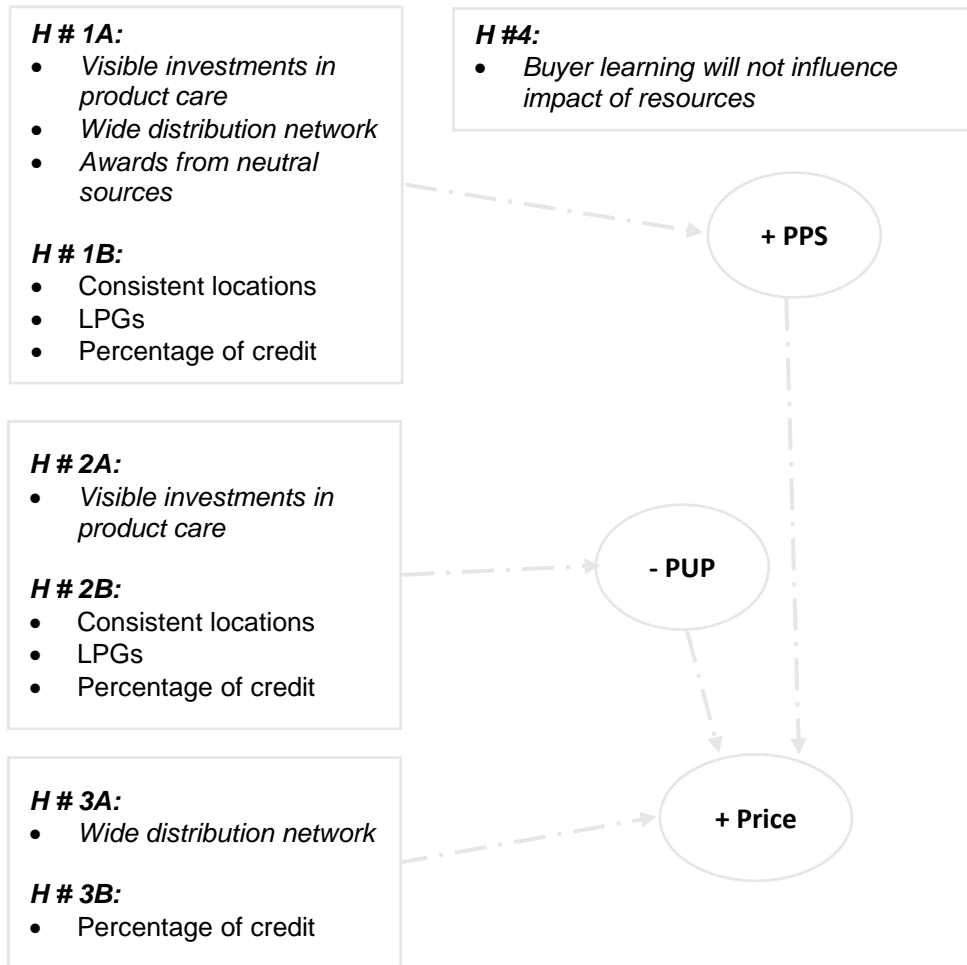 H # 1A:
• Visible investments in
product care
• Wide distribution network
• Awards from neutral
sources
H # 1B:
• Consistent locations
• LPGs
• Percentage of credit
H #4:
• Buyer learning will not influence
impact of resources
+ PPS
H # 2A:
• Visible investments in
product care
H # 2B:
• Consistent locations
• LPGs
• Percentage of credit
- PUP
H # 3A:
• Wide distribution network
H # 3B:
• Percentage of credit
+ Price